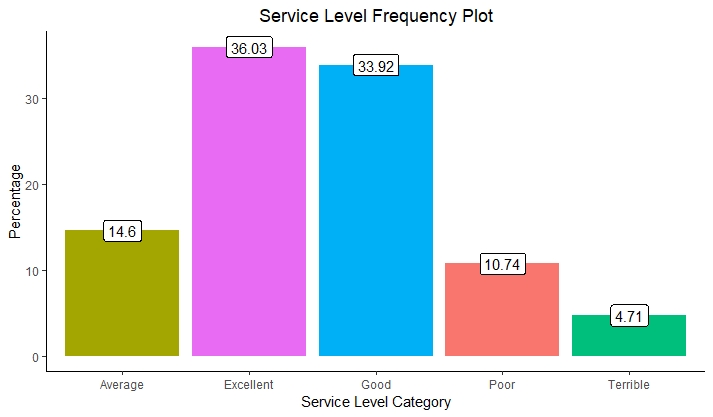 Service Level Frequency Plot
36.03
33.92
30
Percentage
20
14.6
10.74
10
4.71
0
Average Excellent Good Poor Terrible
Service Level Category